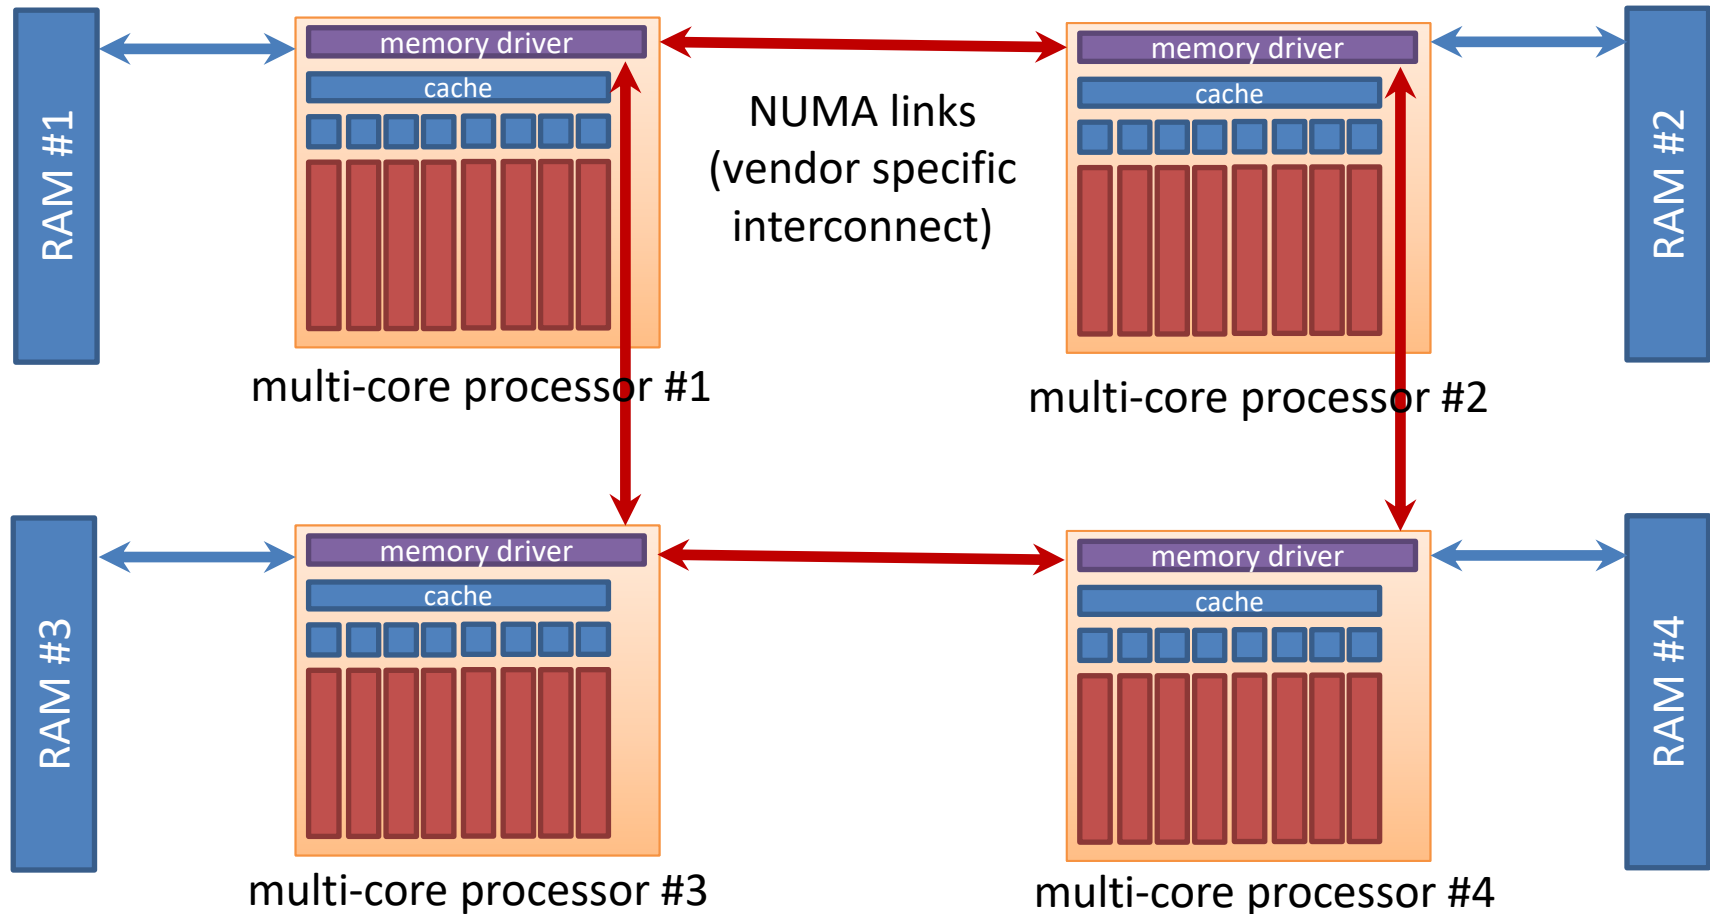 RAM #1
memory driver
cache
multi-core processor #1
NUMA links
(vendor specific
interconnect)
memory driver
cache
multi-core processor #2
RAM #2
RAM #3
memory driver
cache
multi-core processor #3
memory driver
cache
multi-core processor #4
RAM #4